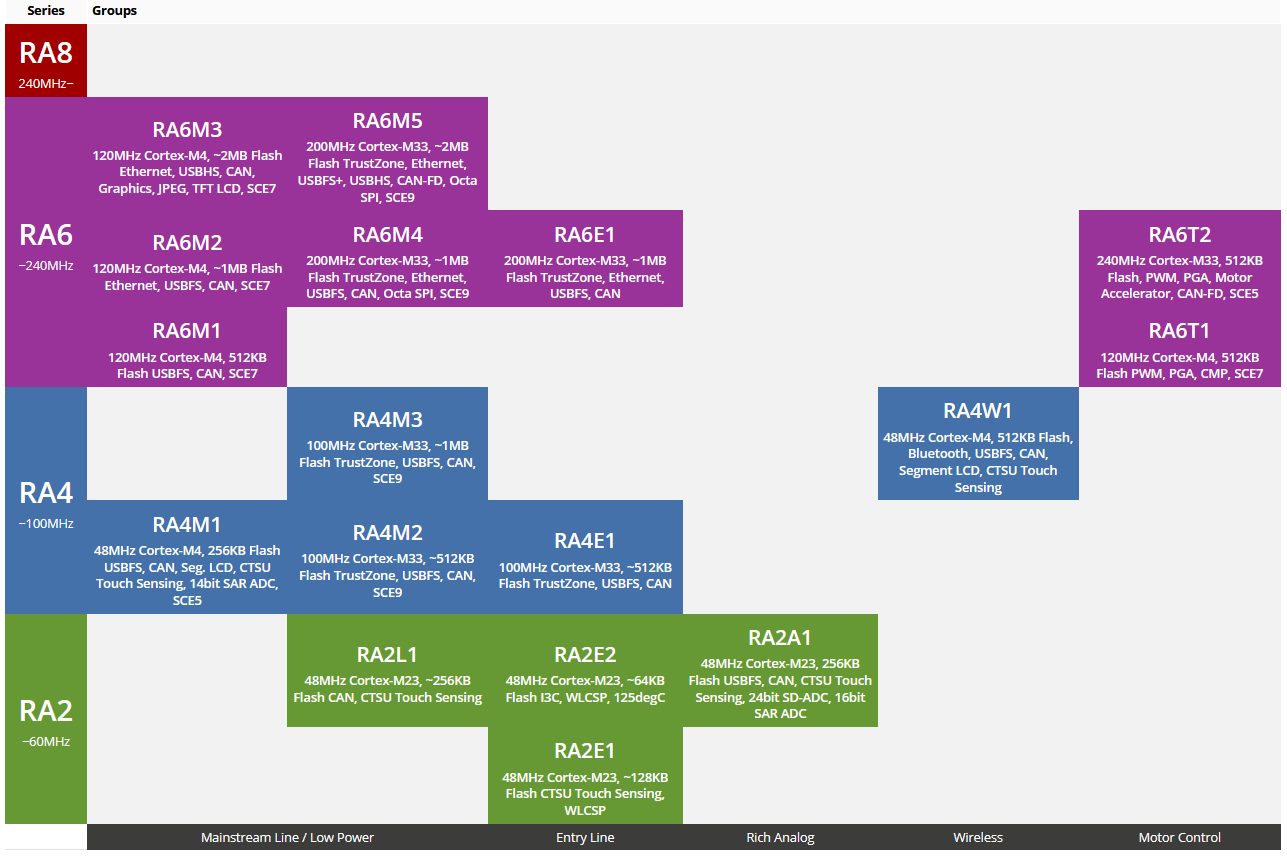 Series
Groups
RA8
240MHz~
RA6
~240MHz
RA6M3
120MHz Cortex-M4, ~2MB Flash
Ethernet, USBHS, CAN,
Graphics, JPEG, TFT LCD, SCE7
RA6M5
200MHz Cortex-M33, ~2MB
Flash TrustZone, Ethernet,
USBFS+, USBHS, CAN-FD, Octa
SPI, SCE9
RA6M2
120MHz Cortex-M4, ~1MB Flash
Ethernet, USBFS, CAN, SCE7
RA6M4
200MHz Cortex-M33, ~1MB
Flash TrustZone, Ethernet,
USBFS, CAN, Octa SPI, SCE9
RA6E1
200MHz Cortex-M33, ~1MB
Flash TrustZone, Ethernet,
USBFS, CAN
RA6T2
240MHz Cortex-M33, 512KB
Flash, PWM, PGA, Motor
Accelerator, CAN-FD, SCE5
RA6M1
120MHz Cortex-M4, 512KB
Flash USBFS, CAN, SCE7
RA6T1
120MHz Cortex-M4, 512KB
Flash PWM, PGA, CMP, SCE7
RA4
~100MHz
RA4M3
100MHz Cortex-M33, ~1MB
Flash TrustZone, USBFS, CAN,
SCE9
RA4W1
48MHz Cortex-M4, 512KB Flash,
Bluetooth, USBFS, CAN,
Segment LCD, CTSU Touch
Sensing
RA4M1
48MHz Cortex-M4, 256KB Flash
USBFS, CAN, Seg. LCD, CTSU
Touch Sensing, 14bit SAR ADC,
SCE5
RA4M2
100MHz Cortex-M33, ~512KB
Flash TrustZone, USBFS, CAN,
SCE9
RA4E1
100MHz Cortex-M33, ~512KB
Flash TrustZone, USBFS, CAN
RA2
~60MHz
RA2L1
48MHz Cortex-M23, ~256KB
Flash CAN, CTSU Touch Sensing
RA2E2
48MHz Cortex-M23, ~64KB
Flash I3C, WLCSP, 125degC
RA2A1
48MHz Cortex-M23, 256KB
Flash USBFS, CAN, CTSU Touch
Sensing, 24bit SD-ADC, 16bit
SAR ADC
RA2E1
48MHz Cortex-M23, ~128KB
Flash CTSU Touch Sensing,
WLCSP
Mainstream Line / Low Power
Entry Line
Rich Analog
Wireless
Motor Control